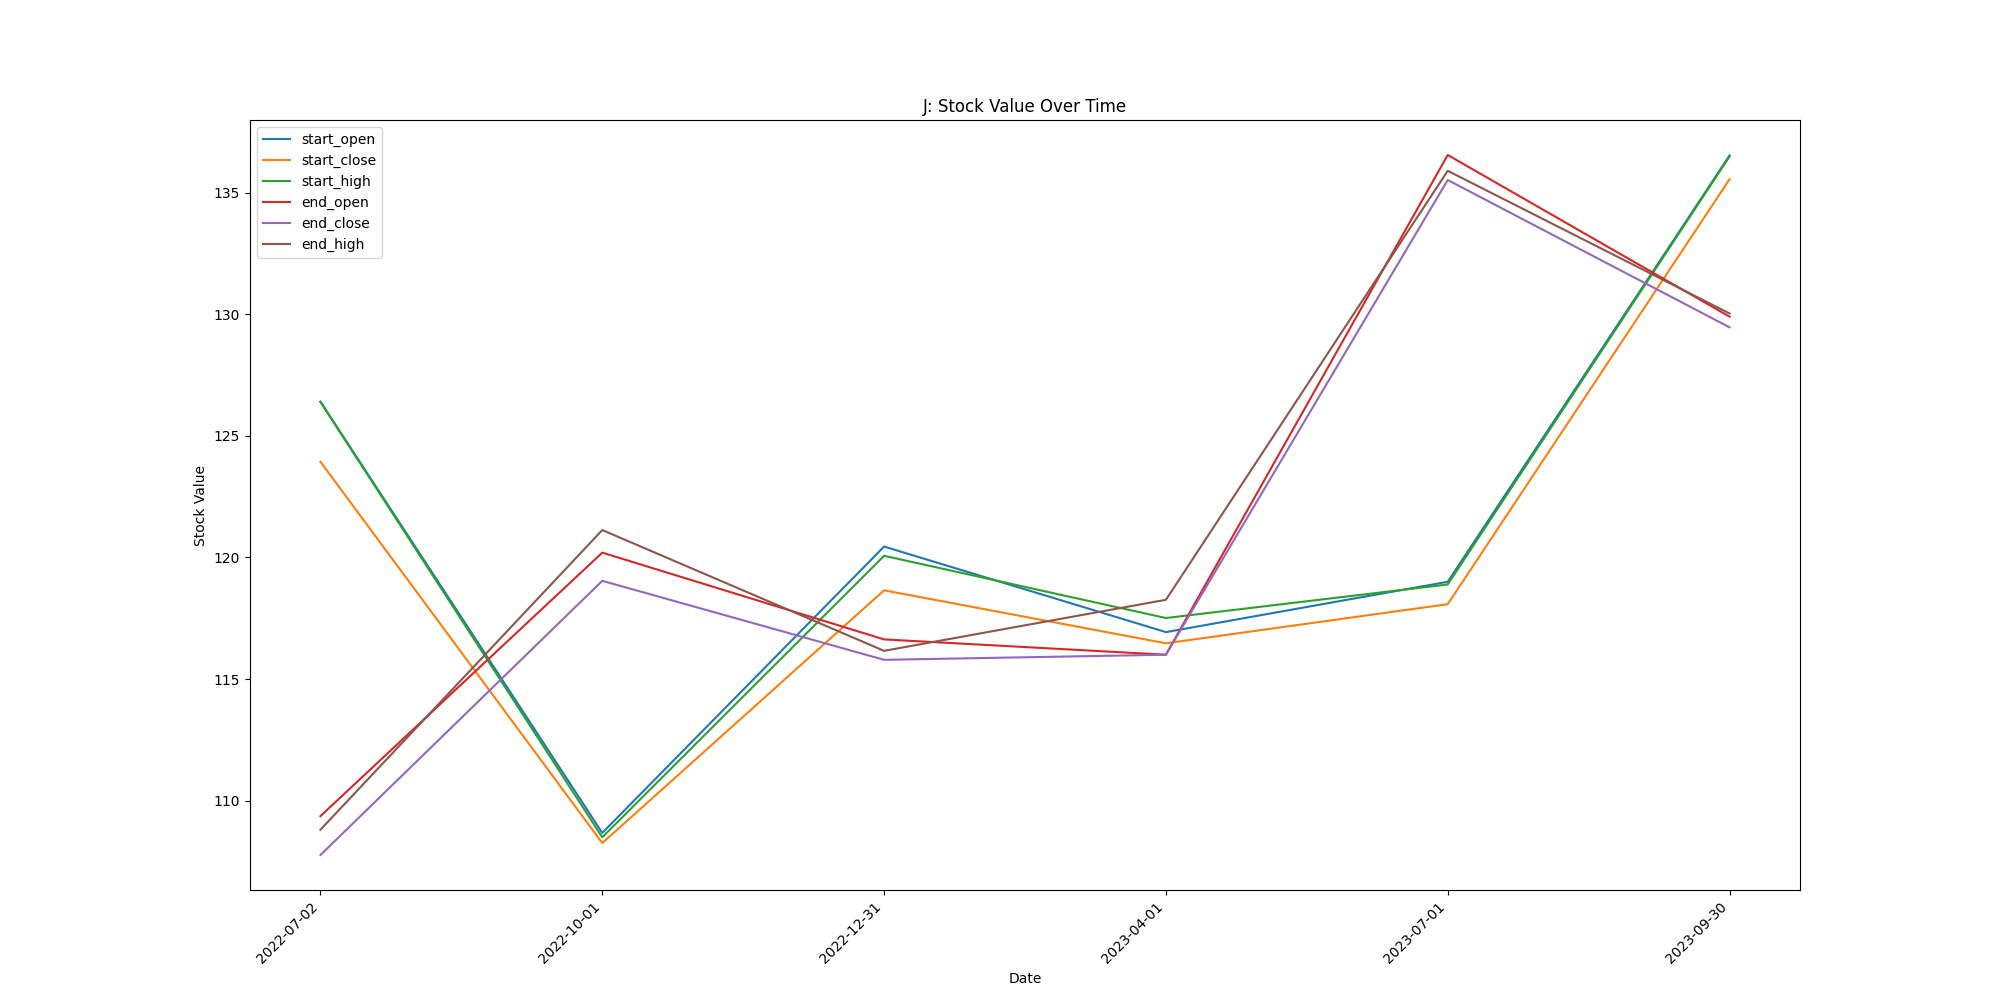 J: Stock Value Over Time
start_open
start_close
start_high
end_open
end_close
end_high
Stock Value
135
130
125
120
115
110
2022-07-02
2022-10-01
2022-12-31
2023-04-01
2023-07-01
2023-09-30
Date